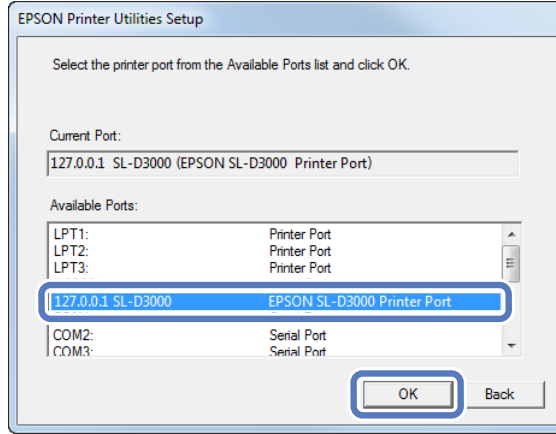 EPSON Printer Utilities Setup
Select the printer port from the Available Ports list and click OK.
Current Port:
127.0.0.1 SL-D3000 (EPSON SL-D3000 Printer Port)
Available Ports:
LPT1: Printer Port
LPT2: Printer Port
LPT3: Printer Port
127.0.0.1 SL-D3000 EPSON SL-D3000 Printer Port
COM2: Serial Port
COM3: Serial Port
OK Back